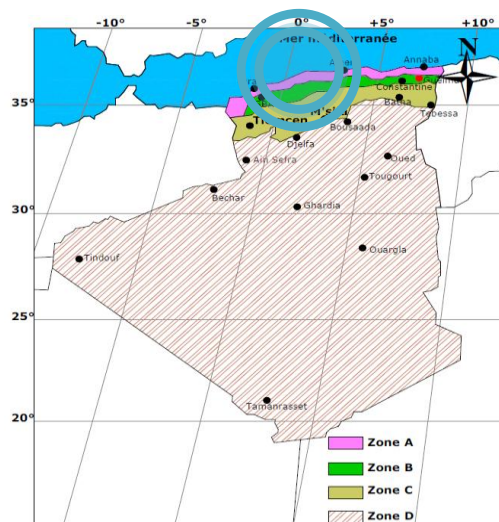 -10° -5° 0° +5° +10°
Mer méditerranée
N
Annaba
Constantine
35°
Batna
Tebessa
M'sila
Bousaada
Djelfa
Ain Sefra
Oued
Tougourt
Bechar
30°
Ghardia
Ouargla
Tindouf
25°
Tamanrasset
20°
Zone A
Zone B
Zone C
Zone D